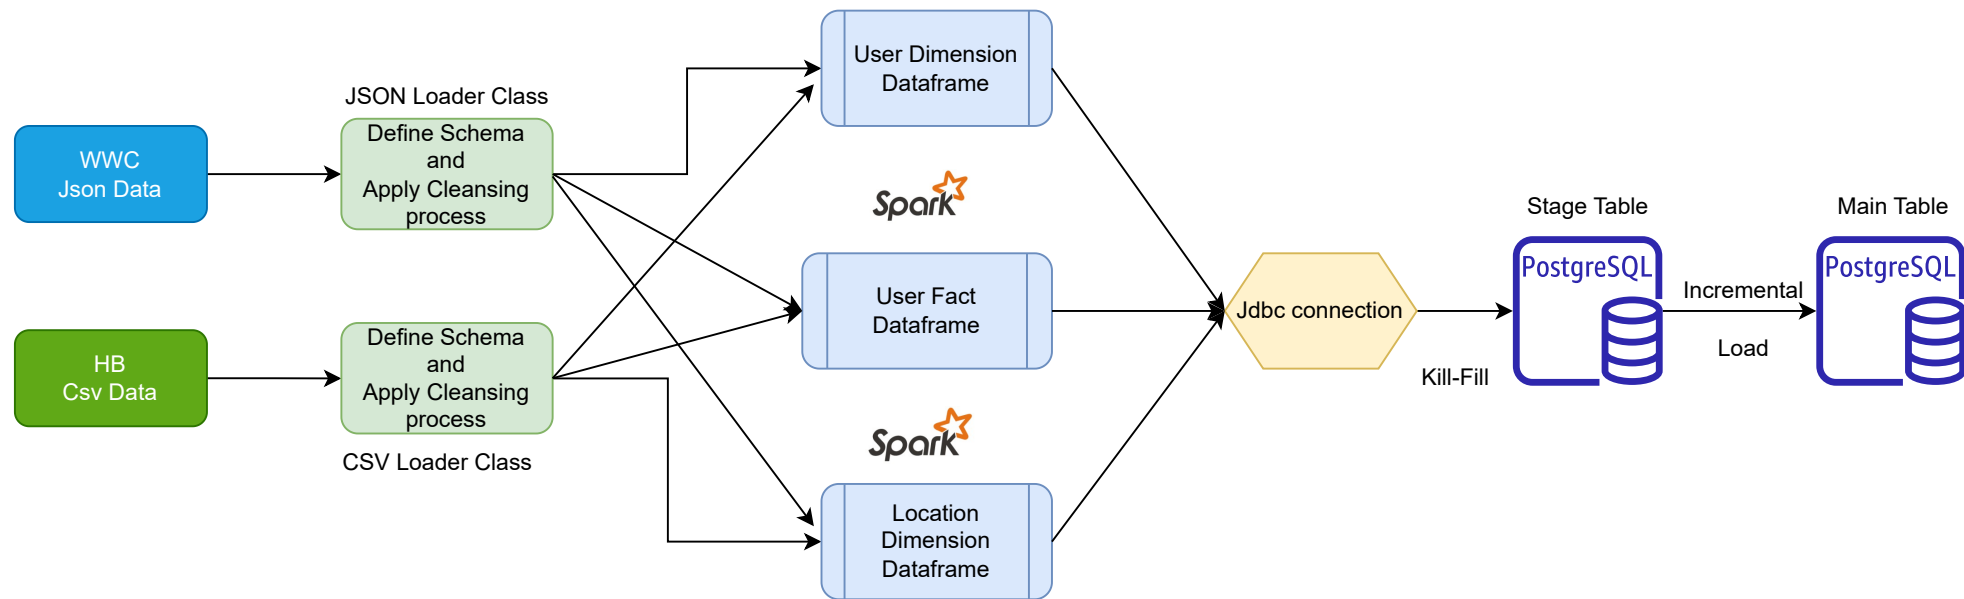 WWC
Json Data
HB
Csv Data
JSON Loader Class
Define Schema
and
Apply Cleansing
process
Define Schema
and
Apply Cleansing
process
CSV Loader Class
User Dimension
Dataframe
Spark
User Fact
Dataframe
Spark
Location
Dimension
Dataframe
Jdbc connection
Kill-Fill
Stage Table
PostgreSQL
Incremental
Load
Main Table
PostgreSQL